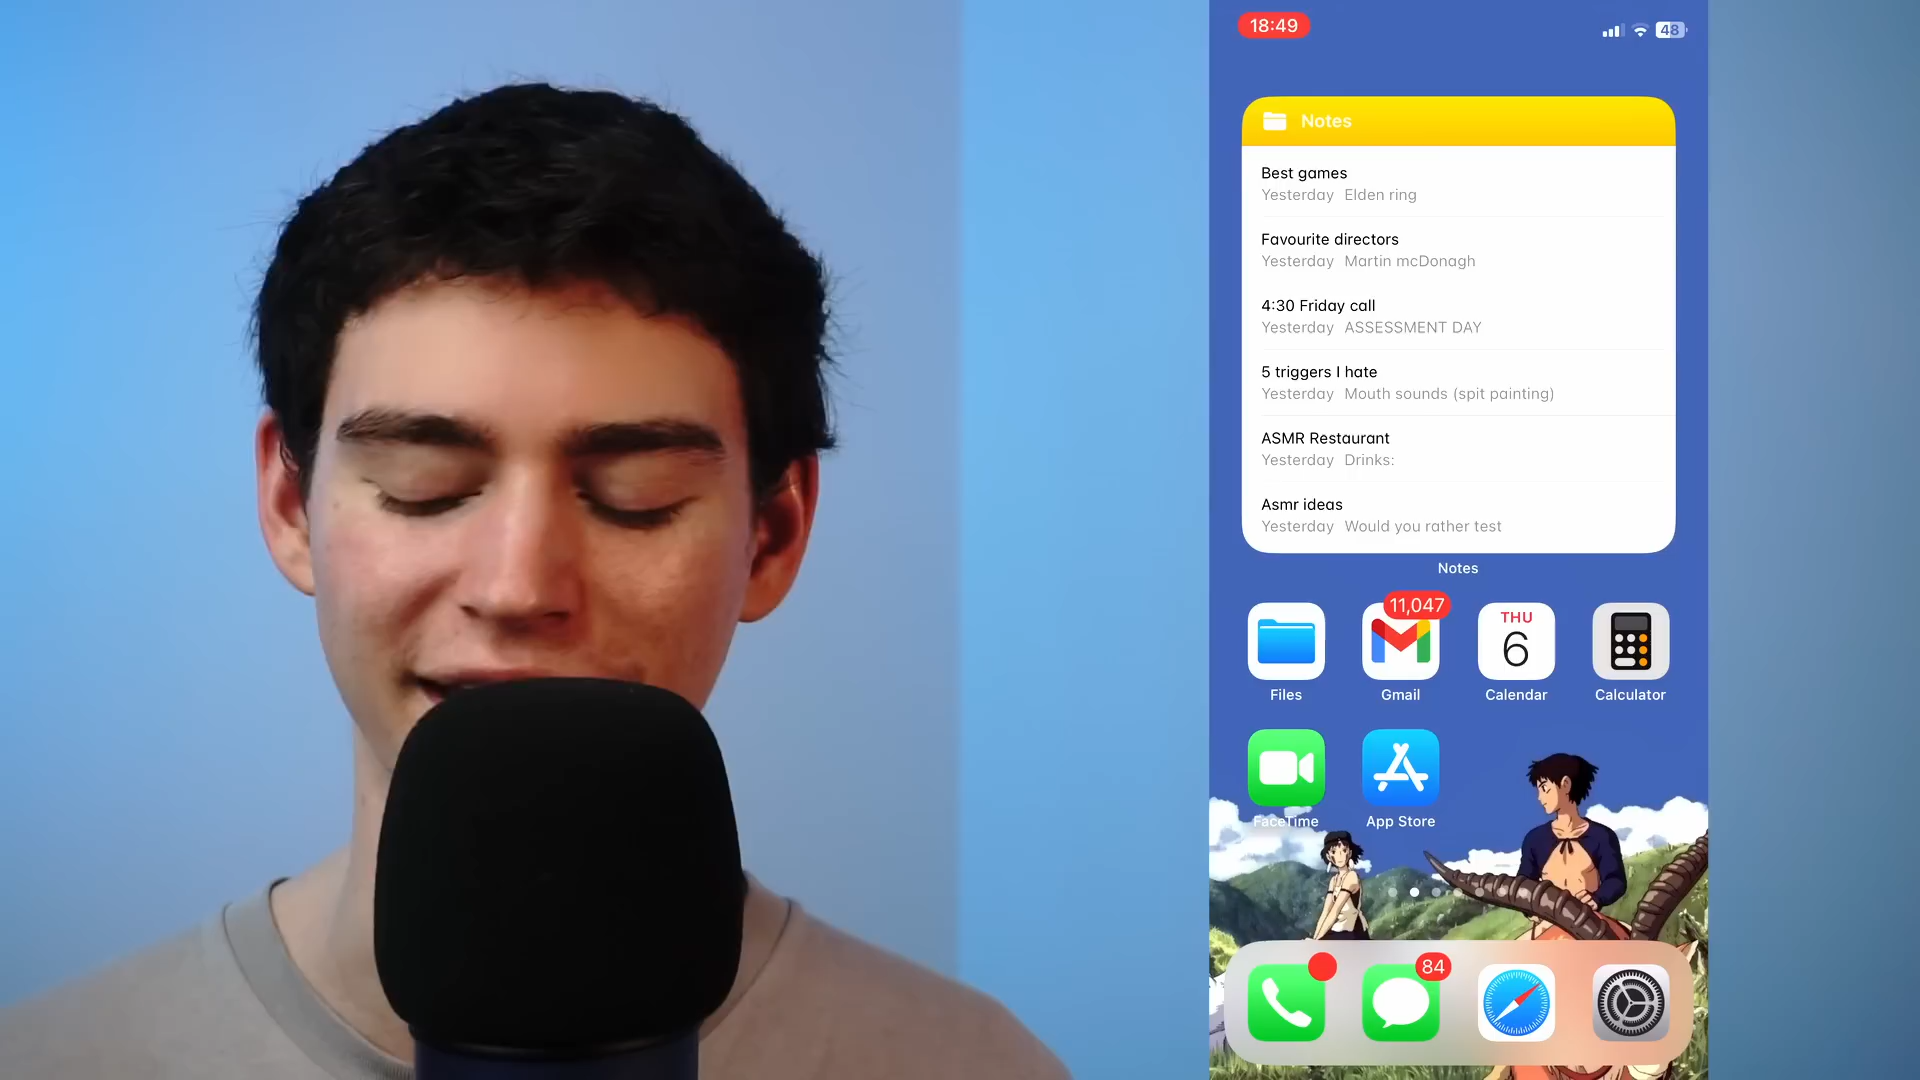 18:49
48
Notes
Best games
Yesterday Elden ring
Favourite directors
Yesterday Martin mcDonagh
4:30 Friday call
Yesterday ASSESSMENT DAY
5 triggers I hate
Yesterday Mouth sounds (spit painting)
ASMR Restaurant
Yesterday Drinks:
Asmr ideas
Yesterday Would you rather test
Notes
11,047
THU
6
Files Gmail Calendar Calculator
FaceTime App Store
84